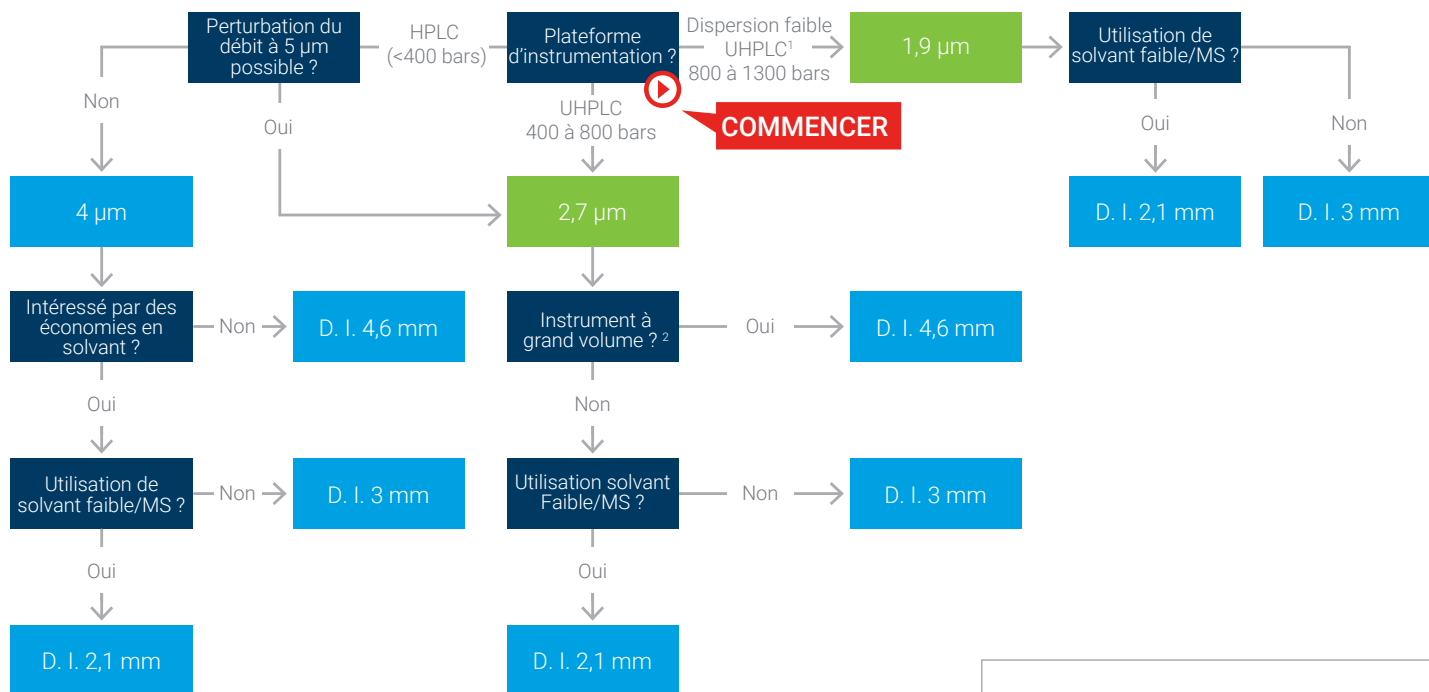 Perturbation du
débit à 5 µm
possible ?
HPLC
(<400 bars)
Plateforme
d'instrumentation ?
Dispersion faible
UHPLC¹
800 à 1300 bars
1,9 µm
Utilisation de
solvant faible/MS ?
Non
Oui
UHPLC
400 à 800 bars
COMMENCER
Oui
Non
4 µm
2,7 µm
D. I. 2,1 mm
D. I. 3 mm
Intéressé par des
économies en
solvant ?
Non
D. I. 4,6 mm
Instrument à
grand volume ? ²
Oui
D. I. 4,6 mm
Oui
Non
Utilisation de
solvant faible/MS ?
Non
D. I. 3 mm
Utilisation solvant
Faible/MS ?
Non
D. I. 3 mm
Oui
Oui
D. I. 2,1 mm
D. I. 2,1 mm